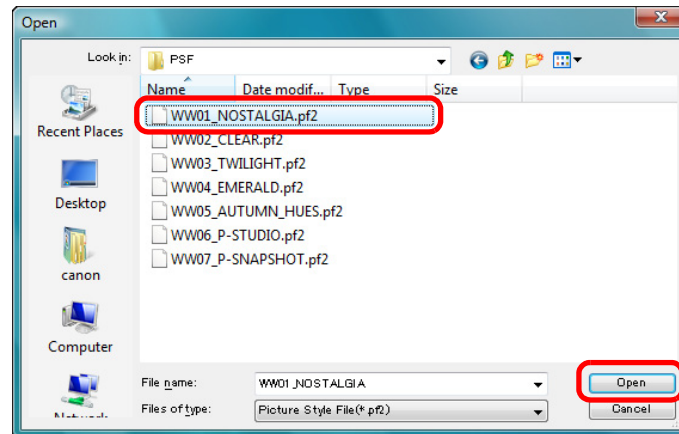 Open
Look in:
PSF
Name
Date modif...
Type
Size
Recent Places
WW01_NOSTALGIA.pf2
WW02_CLEAR.pf2
WW03_TWILIGHT.pf2
WW04_EMERALD.pf2
WW05_AUTUMN_HUES.pf2
WW06_P-STUDIO.pf2
WW07_P-SNAPSHOT.pf2
Desktop
canon
Computer
File name:
WW01_NOSTALGIA
Open
Files of type:
Picture Style File(*.pf2)
Cancel